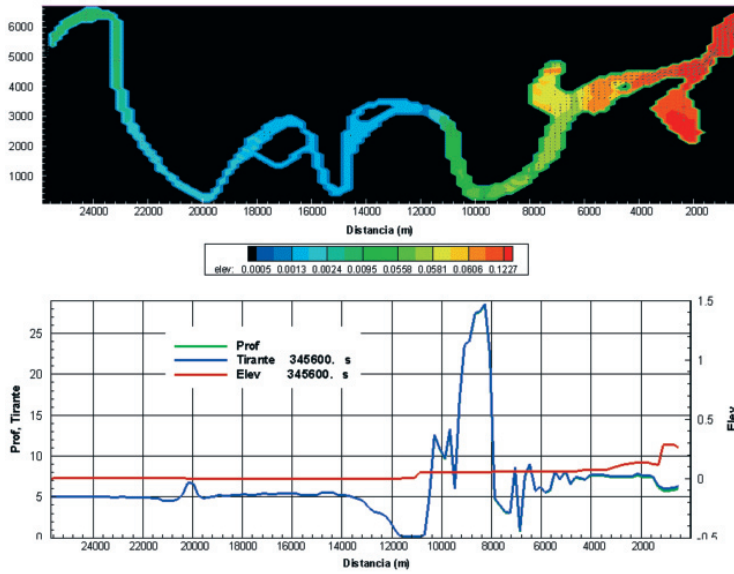 6000
5000
4000
3000
2000
1000
24000 22000 20000 18000 16000 14000 12000 10000 8000 6000 4000 2000
Distancia (m)
elev: 0.0005 0.0013 0.0024 0.0095 0.0558 0.0581 0.0606 0.1227
25
20
15
10
5
0
Prof, Tirante
Prof
Tirante 345600. s
Elev 345600. s
1.5
1
0.5
0
-0.5
Elev
24000 22000 20000 18000 16000 14000 12000 10000 8000 6000 4000 2000
Distancia (m)